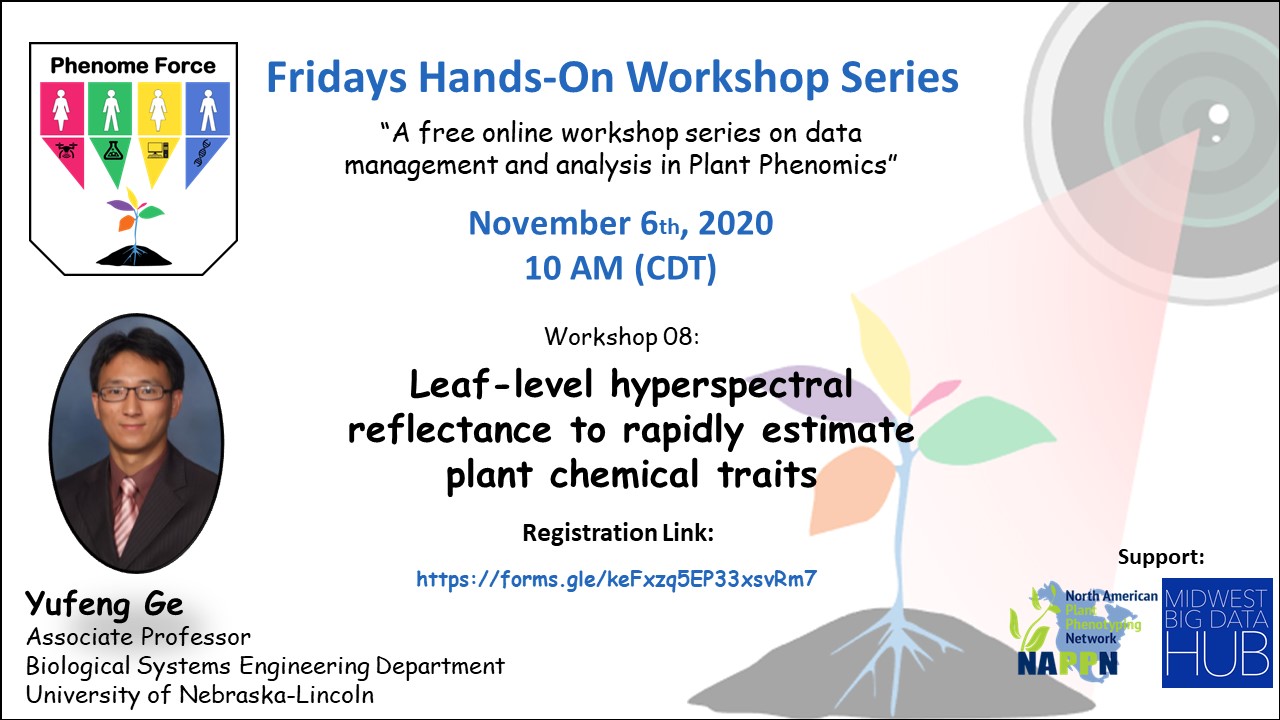 Phenome Force
Fridays Hands-On Workshop Series
“A free online workshop series on data
management and analysis in Plant Phenomics”
November 6th, 2020
10 AM (CDT)
Workshop 08:
Leaf-level hyperspectral
reflectance to rapidly estimate
plant chemical traits
Registration Link:
https://forms.gle/keFxzq5EP33xsvRm7
Yufeng Ge
Associate Professor
Biological Systems Engineering Department
University of Nebraska-Lincoln
Support:
North American
Plant
Phenotyping
Network
NAPPN
MIDWEST
BIG DATA
HUB